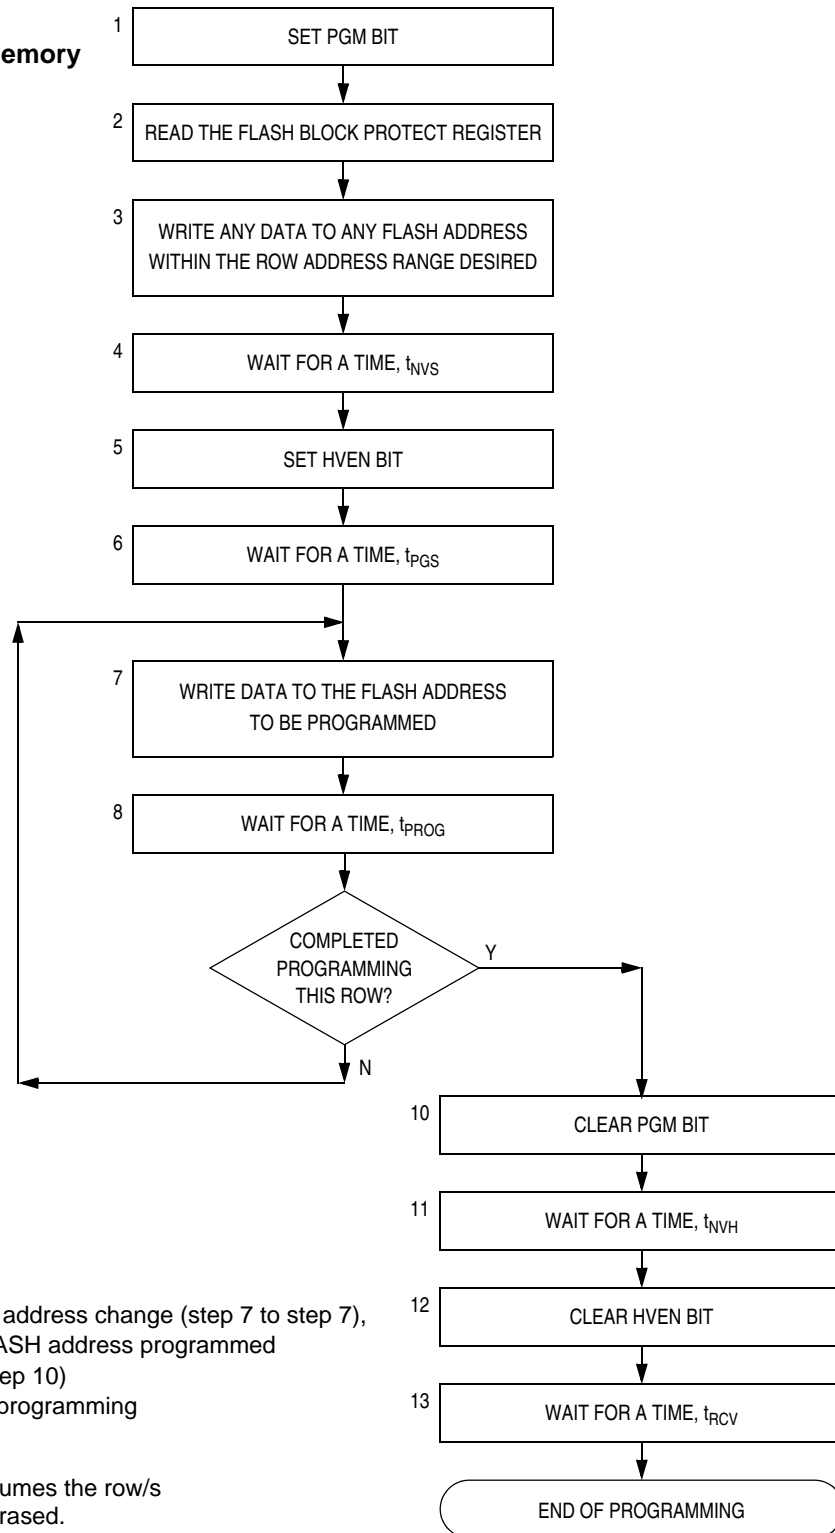 1
SET PGM BIT
emory
2
READ THE FLASH BLOCK PROTECT REGISTER
3
WRITE ANY DATA TO ANY FLASH ADDRESS
WITHIN THE ROW ADDRESS RANGE DESIRED
4
WAIT FOR A TIME, tNVS
5
SET HVEN BIT
6
WAIT FOR A TIME, tPGS
7
WRITE DATA TO THE FLASH ADDRESS
TO BE PROGRAMMED
8
WAIT FOR A TIME, tPROG
COMPLETED
PROGRAMMING
THIS ROW?
Y
N
10
CLEAR PGM BIT
11
WAIT FOR A TIME, tNVH
address change (step 7 to step 7),
ASH address programmed
ep 10)
programming
12
CLEAR HVEN BIT
13
WAIT FOR A TIME, tRCV
umes the row/s
rased.
END OF PROGRAMMING